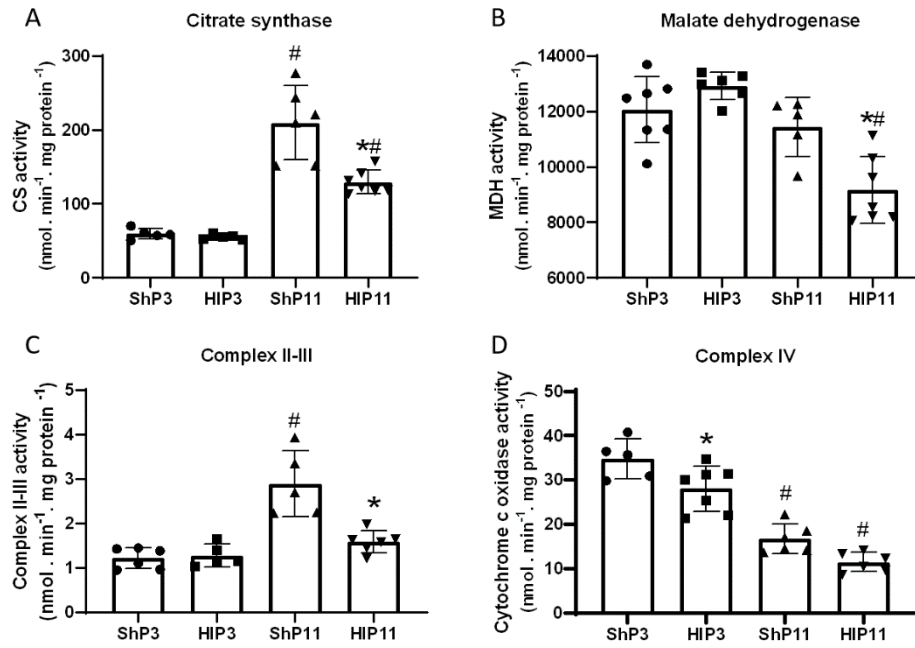 A
Citrate synthase
CS activity
(nmol . min⁻¹. mg protein ⁻¹)
300
200
100
0
#
*#
ShP3 HIP3 ShP11 HIP11
B
Malate dehydrogenase
MDH activity
(nmol . min⁻¹. mg protein ⁻¹)
14000
12000
10000
8000
6000
*#
ShP3 HIP3 ShP11 HIP11
C
Complex II-III
Complex II-III activity
(nmol . min⁻¹. mg protein ⁻¹)
5
4
3
2
1
0
#
*
ShP3 HIP3 ShP11 HIP11
D
Complex IV
Cytochrome c oxidase activity
(nmol . min⁻¹. mg protein ⁻¹)
50
40
30
20
10
0
*
#
#
ShP3 HIP3 ShP11 HIP11